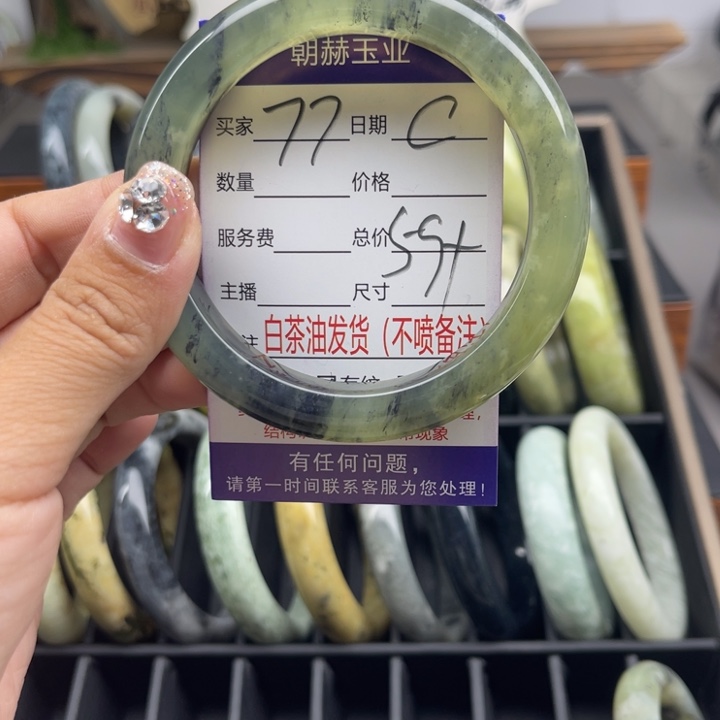 朝赫玉业
买家 77 日期 C
数量 价格
服务费 总价
主播 尺寸 59+
注 白茶油发货（不喷备注）
有任何问题，
请第一时间联系客服为您处理！